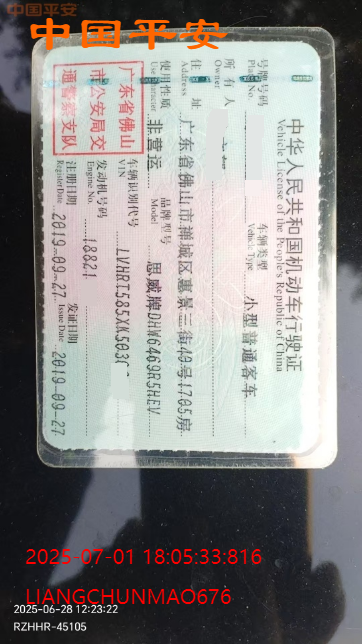 中国平安
中国平安
中华人民共和国机动车行驶证
Vehicle License of the People's Republic of China
号牌号码
Plate No.
车辆类型
Vehicle Type
小型普通客车
所有人
Owner
住址
Address
广东省佛山市禅城区惠景三街49号1705房
使用性质
Use Character
非营运
品牌型号
Model
思威牌DHW6469R5HEV
广东省佛山
市公安局交
通警察支队
车辆识别代号
VIN
发动机号码
Engine No.
18821
注册日期
Register Date
2019-09-27
发证日期
Issue Date
2019-09-27
2025-07-01 18:05:33:816
LIANGCHUNMAO676
2025-06-28 12:23:22
RZHHR-45105